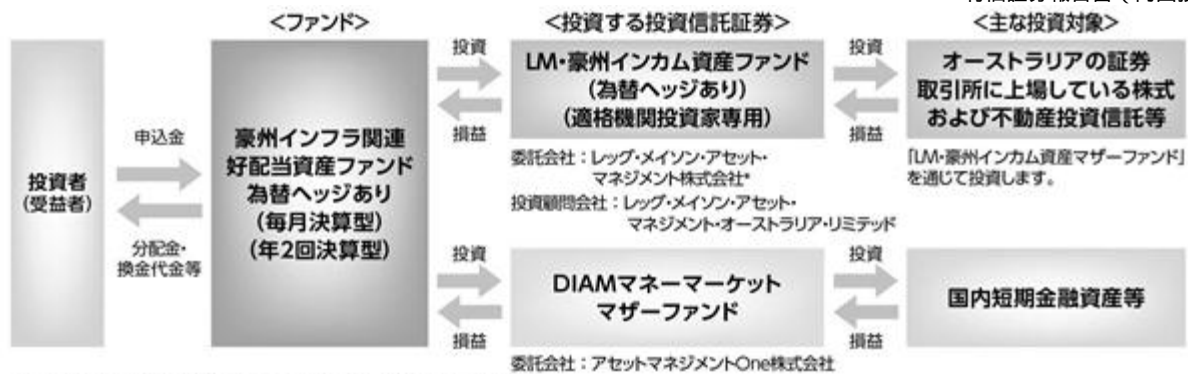 <ファンド>
<投資する投資信託証券>
<主な投資対象>
投資者
(受益者)
申込金
分配金・
換金代金等
豪州インフラ関連
好配当資産ファンド
為替ヘッジあり
(毎月決算型)
(年2回決算型)
投資
損益
LM・豪州インカム資産ファンド
(為替ヘッジあり)
(適格機関投資家専用)
委託会社:レッグ・メイソン・アセット・
マネジメント株式会社*
投資顧問会社:レッグ・メイソン・アセット・
マネジメント・オーストラリア・リミテッド
投資
損益
オーストラリアの証券
取引所に上場している株式
および不動産投資信託等
「LM・豪州インカム資産マザーファンド」
を通じて投資します。
投資
損益
DIAMマネーマーケット
マザーファンド
委託会社:アセットマネジメントOne株式会社
投資
損益
国内短期金融資産等